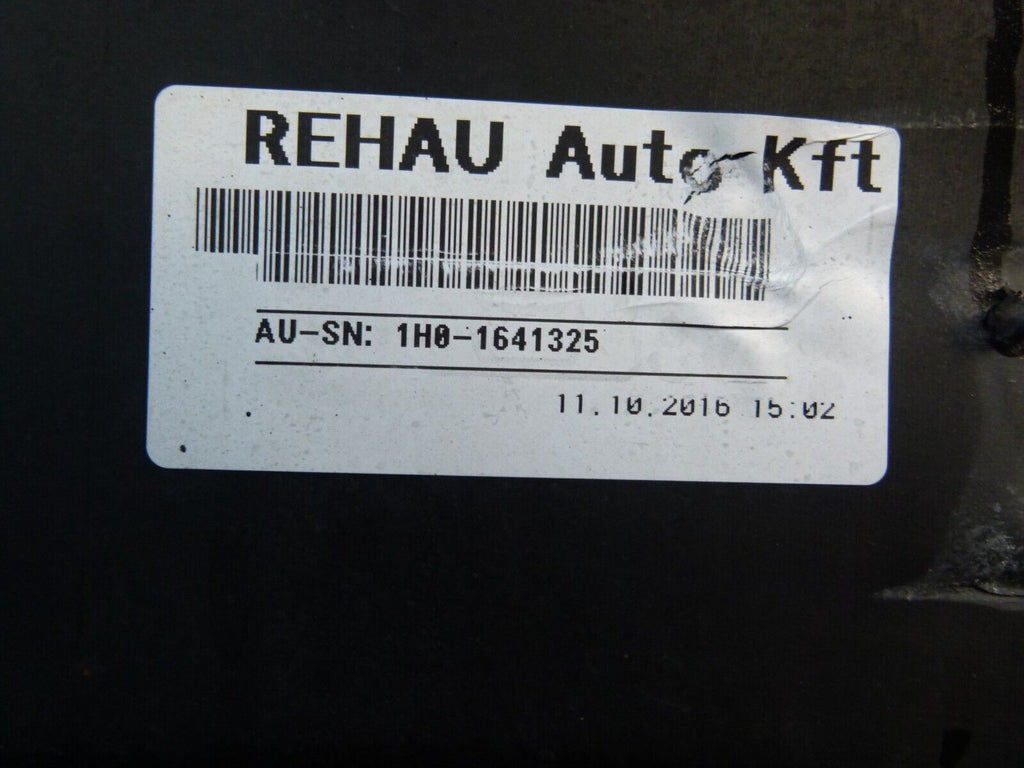 REHAU Auto Kft
AU-SN: 1H0-1641325
11.10.2016 15:02